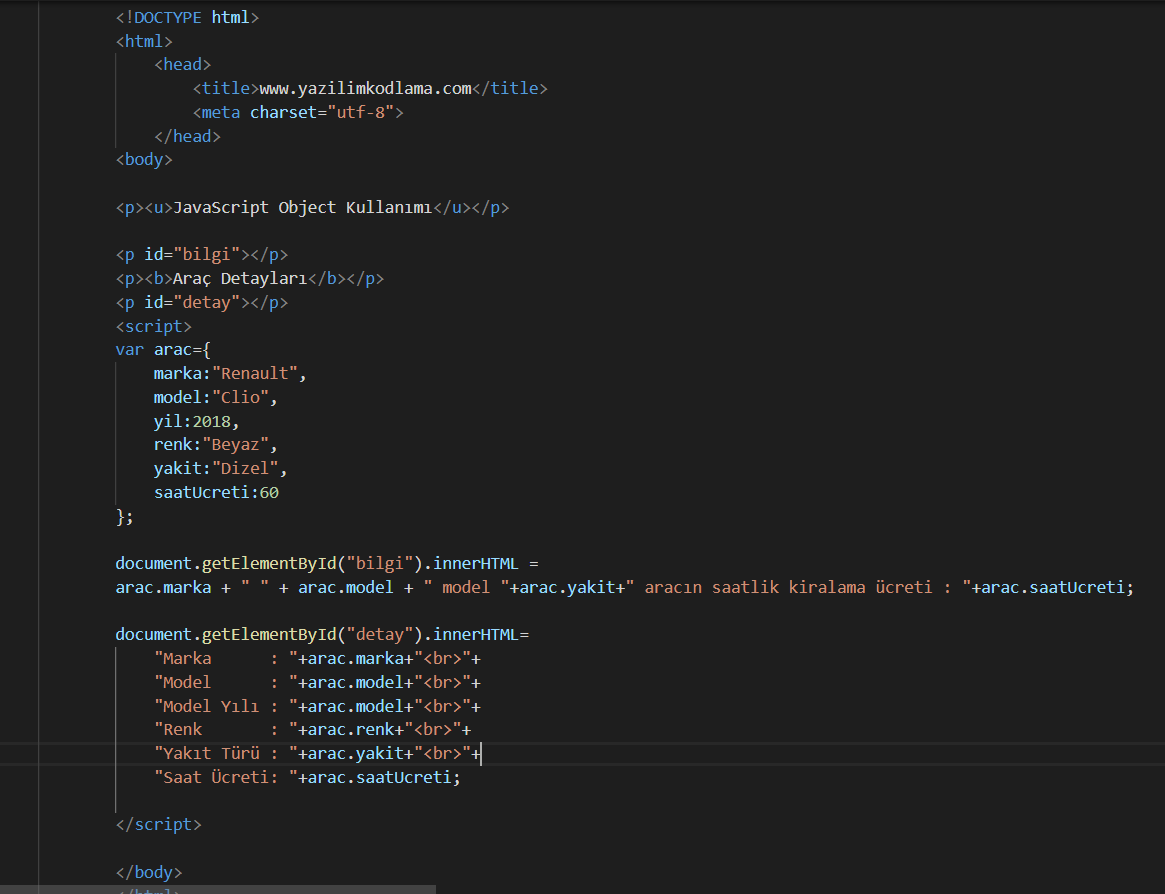 <!DOCTYPE html>
<html>
<head>
<title>www.yazilimkodlama.com</title>
<meta charset="utf-8">
</head>
<body>
<p><u>JavaScript Object Kullanımı</u></p>
<p id="bilgi"></p>
<p><b>Araç Detayları</b></p>
<p id="detay"></p>
<script>
var arac={
marka:"Renault",
model:"Clio",
yil:2018,
renk:"Beyaz",
yakit:"Dizel",
saatUcreti:60
};
document.getElementById("bilgi").innerHTML =
arac.marka + " " + arac.model + " model "+arac.yakit+" aracın saatlik kiralama ücreti : "+arac.saatUcreti;
document.getElementById("detay").innerHTML=
"Marka      : "+arac.marka+"<br>"+
"Model      : "+arac.model+"<br>"+
"Model Yılı : "+arac.model+"<br>"+
"Renk       : "+arac.renk+"<br>"+
"Yakıt Türü : "+arac.yakit+"<br>"+
"Saat Ücreti: "+arac.saatUcreti;
</script>
</body>